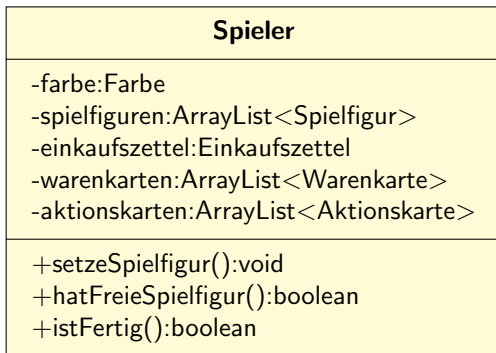 Spieler
-farbe:Farbe
-spielfiguren:ArrayList<Spielfigur>
-einkaufszettel:Einkaufszettel
-warenkarten:ArrayList<Warenkarte>
-aktionskarten:ArrayList<Aktionskarte>
+setzeSpielfigur():void
+hatFreieSpielfigur():boolean
+istFertig():boolean